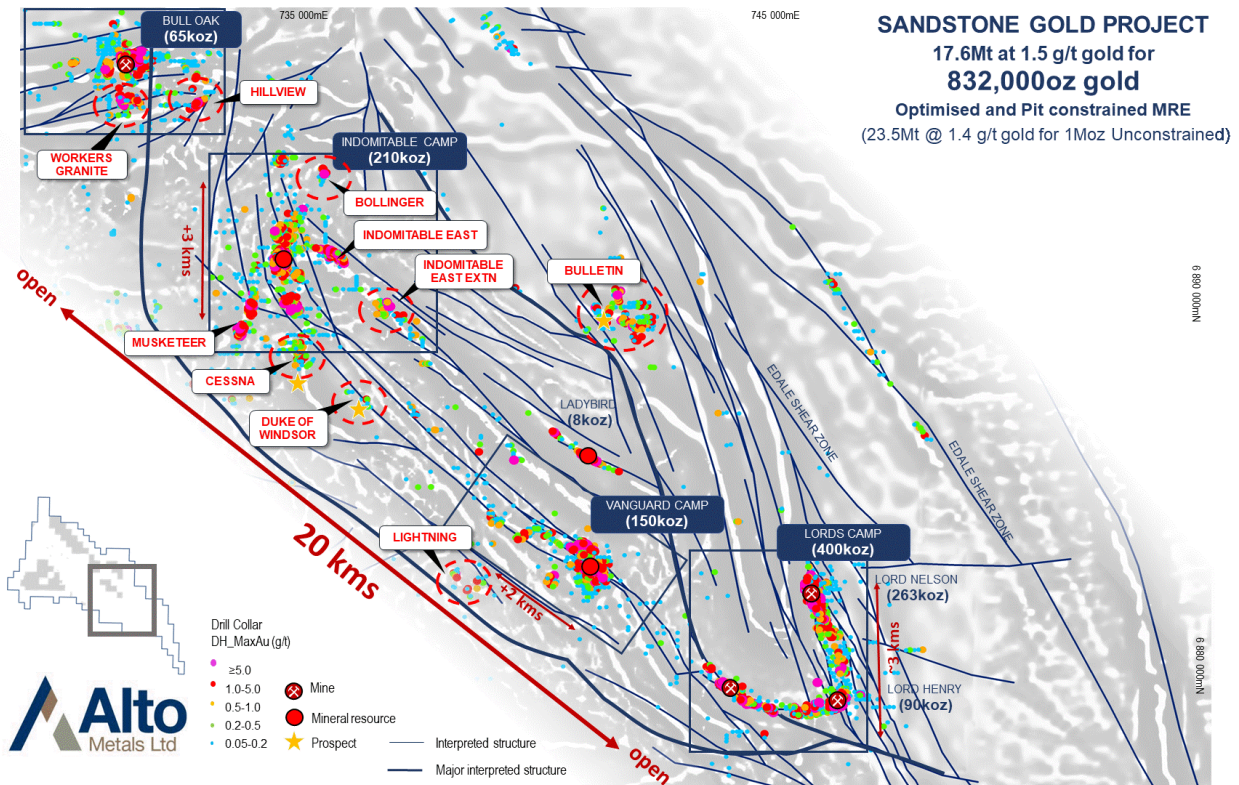 SANDSTONE GOLD PROJECT
17.6Mt at 1.5 g/t gold for
832,000oz gold
Optimised and Pit constrained MRE
(23.5Mt @ 1.4 g/t gold for 1Moz Unconstrained)
735 000mE
745 000mE
BULL OAK
(65koz)
HILLVIEW
WORKERS
GRANITE
INDOMITABLE CAMP
(210koz)
BOLLINGER
+3 kms
INDOMITABLE EAST
INDOMITABLE
EAST EXTN
BULLETIN
6 890 000mN
open
MUSKETEER
CESSNA
DUKE OF
WINDSOR
LADYBIRD
(8koz)
EDALE SHEAR ZONE
EDALE SHEAR ZONE
VANGUARD CAMP
(150koz)
LIGHTNING
+2 kms
20 kms
LORDS CAMP
(400koz)
LORD NELSON
(263koz)
~3 kms
LORD HENRY
(90koz)
6 880 000mN
open
Drill Collar
DH_MaxAu (g/t)
≥5.0
1.0-5.0
0.5-1.0
0.2-0.5
0.05-0.2
Mine
Mineral resource
Prospect
Interpreted structure
Major interpreted structure
Alto
Metals Ltd